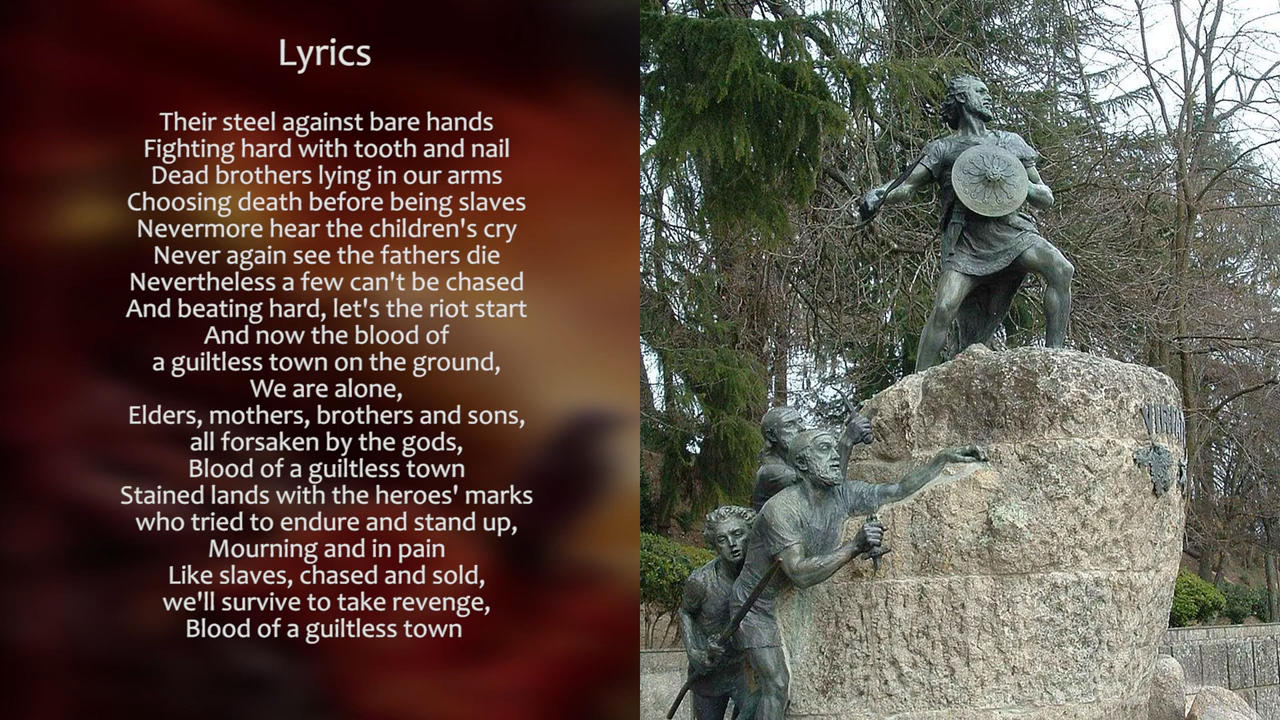 Lyrics
Their steel against bare hands
Fighting hard with tooth and nail
Dead brothers lying in our arms
Choosing death before being slaves
Nevermore hear the children's cry
Never again see the fathers die
Nevertheless a few can't be chased
And beating hard, let's the riot start
And now the blood of
a guiltless town on the ground,
We are alone,
Elders, mothers, brothers and sons,
all forsaken by the gods,
Blood of a guiltless town
Stained lands with the heroes' marks
who tried to endure and stand up,
Mourning and in pain
Like slaves, chased and sold,
we'll survive to take revenge,
Blood of a guiltless town